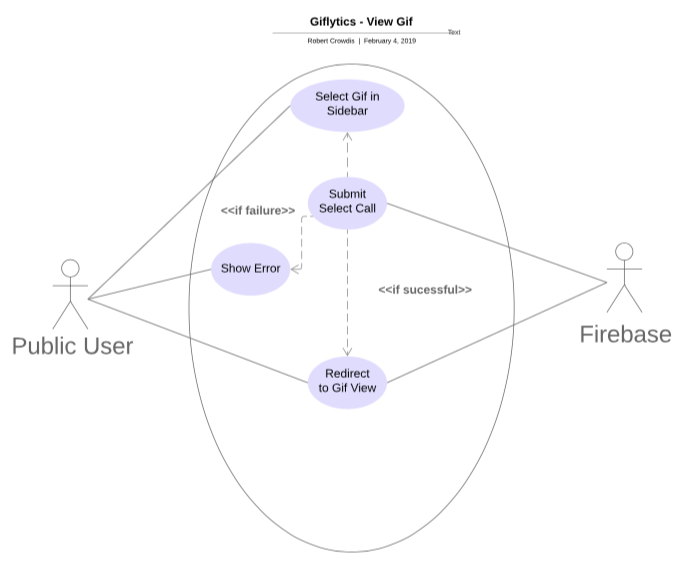 Giflytics - View Gif
Text
Robert Crowdis | February 4, 2019
Select Gif in
Sidebar
Submit
Select Call
<<if failure>>
Show Error
<<if sucessful>>
Public User
Firebase
Redirect
to Gif View